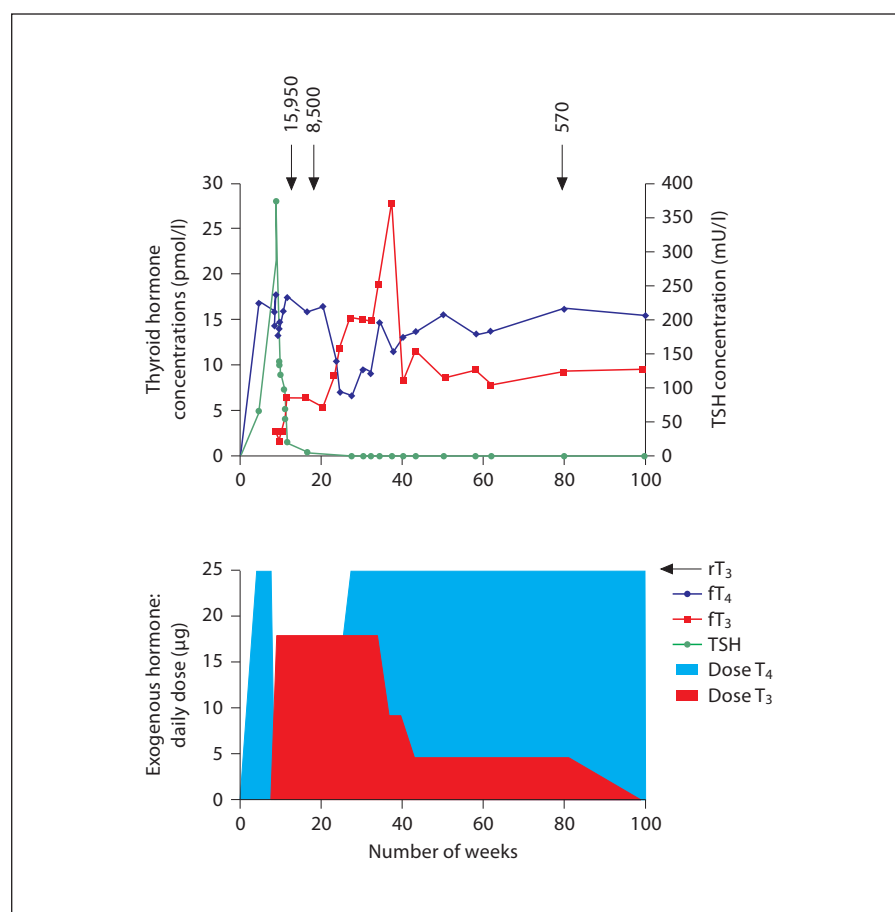 15,950
8,500
570
Thyroid hormone
concentrations (pmol/l)
30
25
20
15
10
5
0
400
350
300
250
200
150
100
50
0
TSH concentration (mU/l)
0 20 40 60 80 100
Exogenous hormone:
daily dose (µg)
25
20
15
10
5
0
0 20 40 60 80 100
Number of weeks
rT3
fT4
fT3
TSH
Dose T4
Dose T3